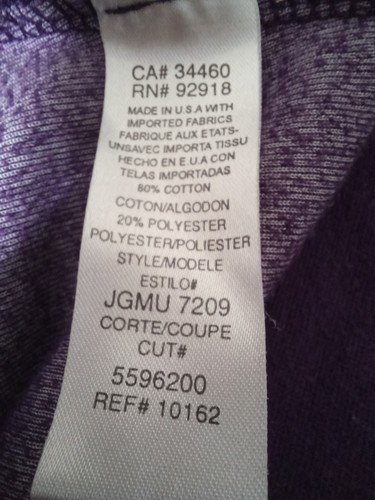 CA# 34460
RN# 92918
MADE IN U.S.A WITH
IMPORTED FABRICS
FABRIQUE AUX ETATS-
UNSAVEC IMPORTA TISSU
HECHO EN E.U.A CON
TELAS IMPORTADAS
80% COTTON
COTON/ALGODON
20% POLYESTER
POLYESTER/POLIESTER
STYLE/MODELE
ESTILO#
JGMU 7209
CORTE/COUPE
CUT#
5596200
REF# 10162